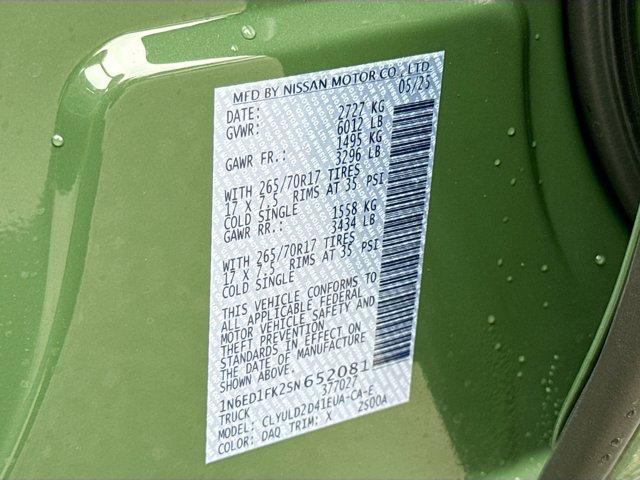 MFD BY NISSAN MOTOR CO., LTD.
DATE: 05/25
GVWR: 2727 KG
6012 LB
GAWR FR.: 1495 KG
3296 LB
WITH 265/70R17 TIRES
17 X 7.5 RIMS AT 35 PSI
COLD SINGLE
GAWR RR.: 1558 KG
3434 LB
WITH 265/70R17 TIRES
17 X 7.5 RIMS AT 35 PSI
COLD SINGLE
THIS VEHICLE CONFORMS TO
ALL APPLICABLE FEDERAL
MOTOR VEHICLE SAFETY AND
THEFT PREVENTION
STANDARDS IN EFFECT ON
THE DATE OF MANUFACTURE
SHOWN ABOVE.
1N6ED1FK2SN652081
TRUCK 377027
MODEL: CLYULD2D41EUA-CA-E
COLOR: DAQ TRIM: X 2S00A